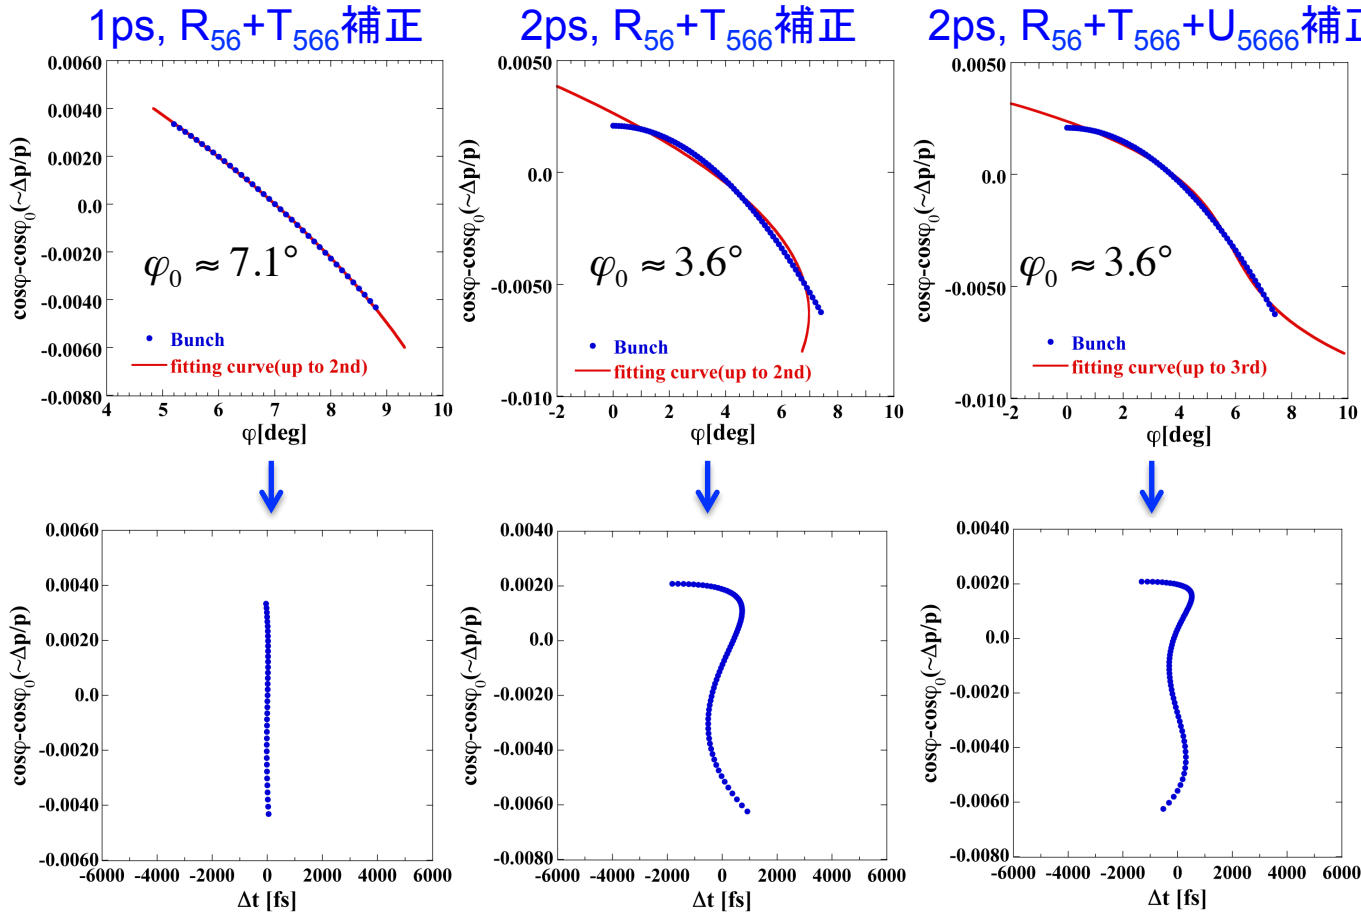 1ps, R₅₆+T₅₆₆補正
2ps, R₅₆+T₅₆₆補正
2ps, R₅₆+T₅₆₆+U₅₆₆₆補正
cosφ-cosφ₀(~Δp/p)
0.0060
0.0040
0.0020
0.0
-0.0020
-0.0040
-0.0060
-0.0080
φ₀ ≈ 7.1°
Bunch
fitting curve(up to 2nd)
4 5 6 7 8 9 10
φ[deg]
cosφ-cosφ₀(~Δp/p)
0.0050
0.0
-0.0050
-0.010
φ₀ ≈ 3.6°
Bunch
fitting curve(up to 2nd)
-2 0 2 4 6 8 10
φ[deg]
cosφ-cosφ₀(~Δp/p)
0.0050
0.0
-0.0050
-0.010
φ₀ ≈ 3.6°
Bunch
fitting curve(up to 3rd)
-2 0 2 4 6 8 10
φ[deg]
cosφ-cosφ₀(~Δp/p)
0.0060
0.0040
0.0020
0.0
-0.0020
-0.0040
-0.0060
-6000 -4000 -2000 0 2000 4000 6000
Δt [fs]
cosφ-cosφ₀(~Δp/p)
0.0040
0.0020
0.0
-0.0020
-0.0040
-0.0060
-0.0080
-6000 -4000 -2000 0 2000 4000 6000
Δt [fs]
cosφ-cosφ₀(~Δp/p)
0.0040
0.0020
0.0
-0.0020
-0.0040
-0.0060
-0.0080
-6000 -4000 -2000 0 2000 4000 6000
Δt [fs]